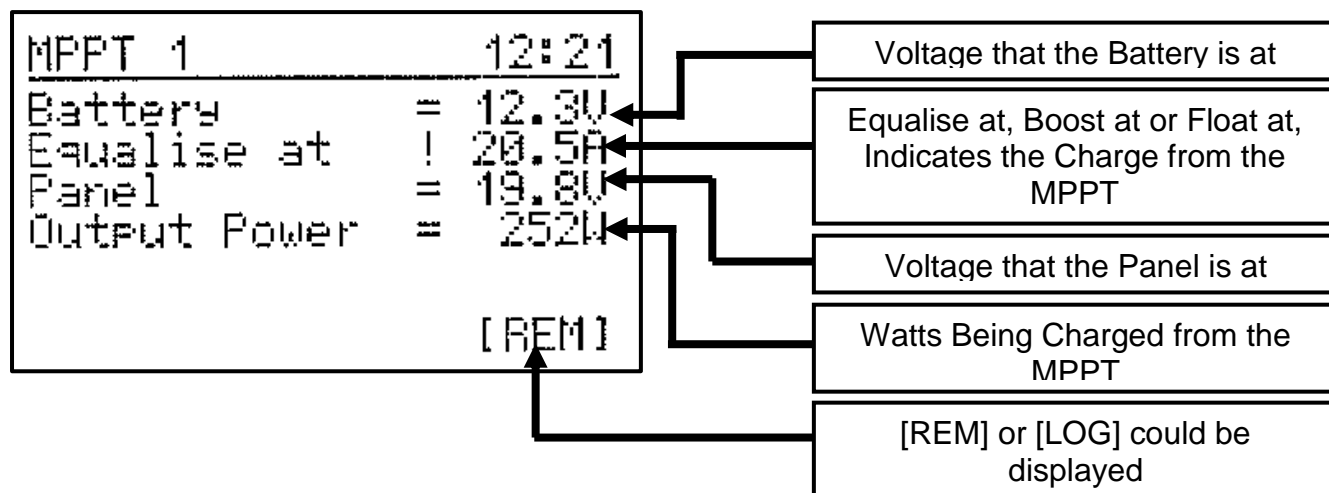 MPPT 1 12:21
Battery = 12.3V
Equalise at ! 20.5A
Panel = 19.8V
Output Power = 252W
[REM]
Voltage that the Battery is at
Equalise at, Boost at or Float at,
Indicates the Charge from the
MPPT
Voltage that the Panel is at
Watts Being Charged from the
MPPT
[REM] or [LOG] could be
displayed